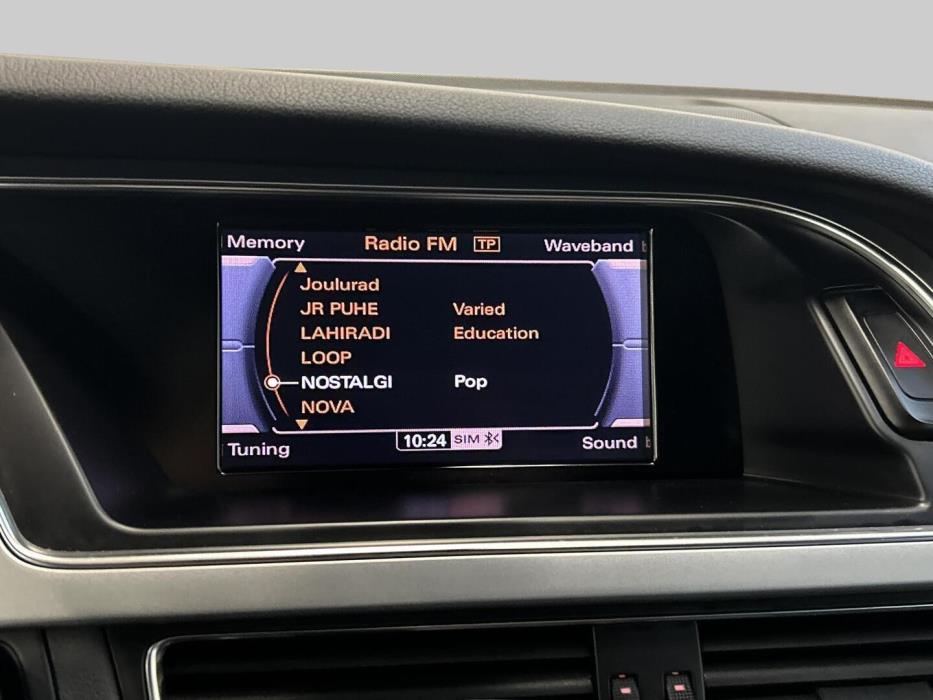 Memory Radio FM TP Waveband
Joulurad
JR PUHE Varied
LAHIRADI Education
LOOP
NOSTALGI Pop
NOVA
10:24 SIM
Tuning Sound